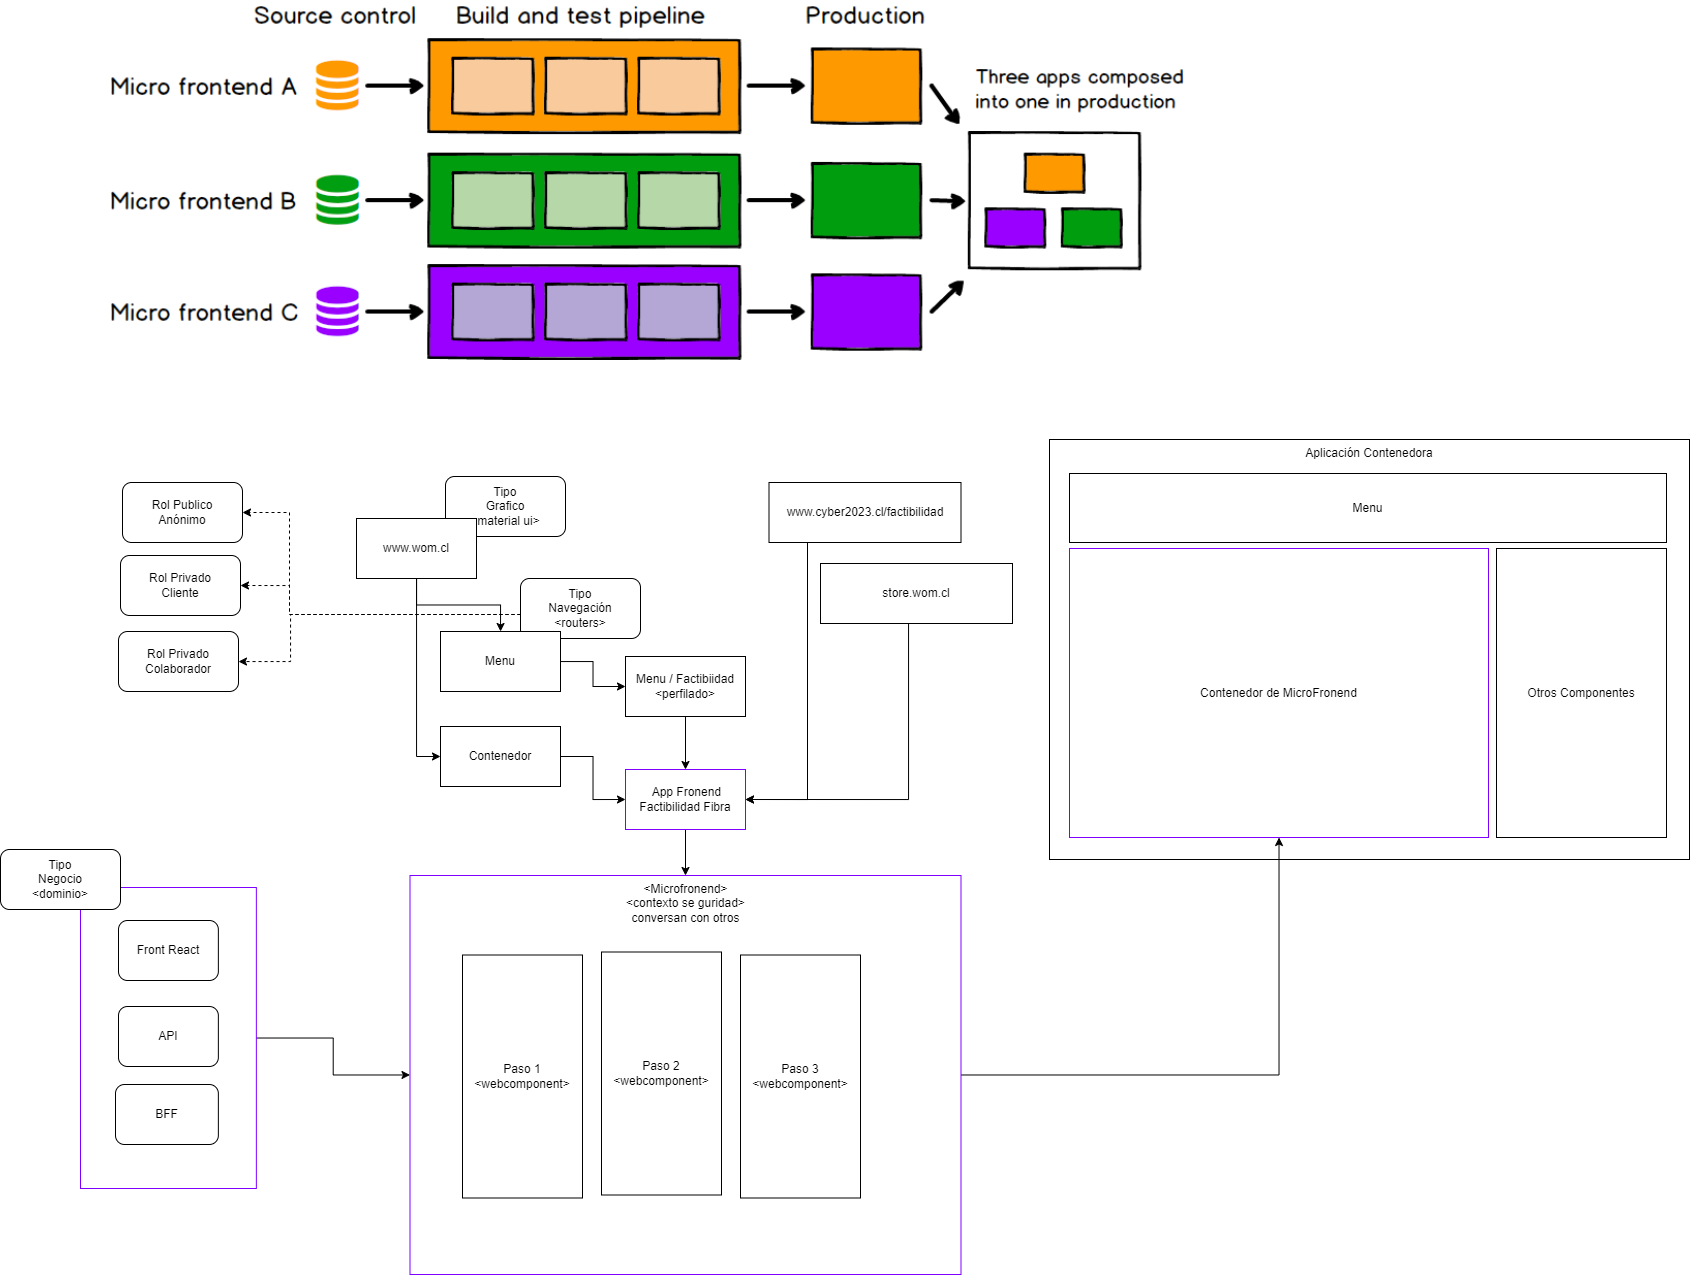 Source control
Build and test pipeline
Production
Micro frontend A
Three apps composed
into one in production
Micro frontend B
Micro frontend C
Aplicación Contenedora
Menu
Contenedor de MicroFronend
Otros Componentes
Rol Publico
Anónimo
Rol Privado
Cliente
Rol Privado
Colaborador
Tipo
Grafico
material ui>
www.wom.cl
www.cyber2023.cl/factibilidad
store.wom.cl
Tipo
Navegación
<routers>
Menu
Menu / Factibiidad
<perfilado>
Contenedor
App Fronend
Factibilidad Fibra
Tipo
Negocio
<dominio>
Front React
API
BFF
<Microfronend>
<contexto se guridad>
conversan con otros
Paso 1
<webcomponent>
Paso 2
<webcomponent>
Paso 3
<webcomponent>